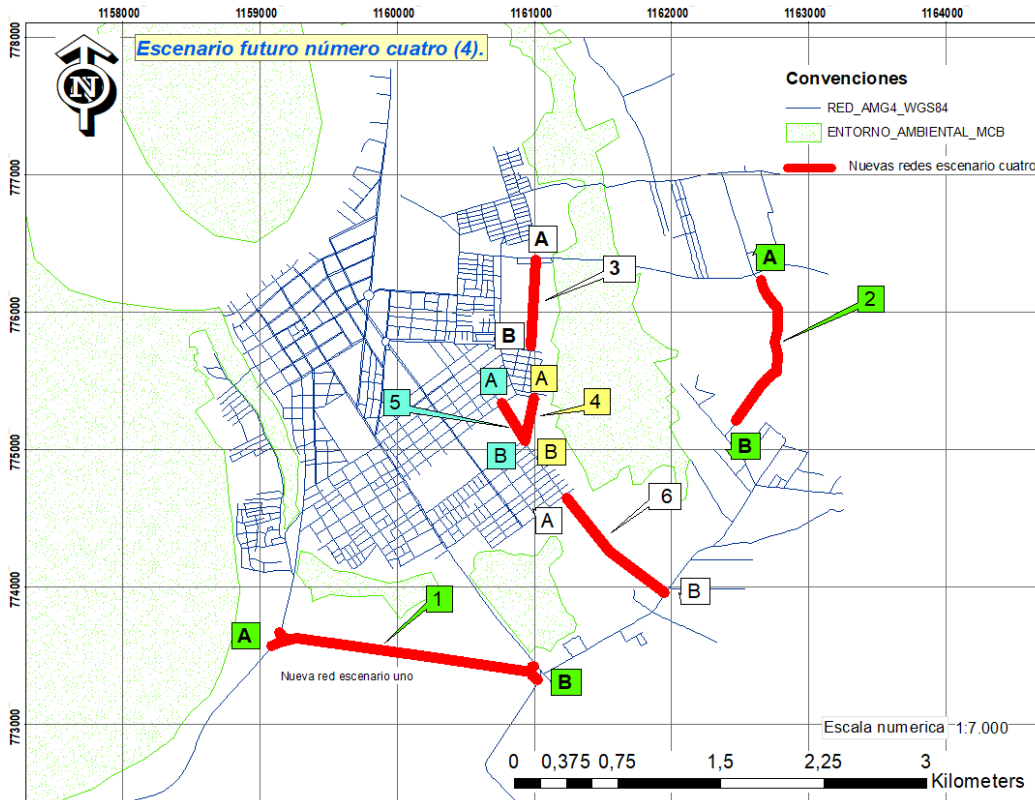 1158000 1159000 1160000 1161000 1162000 1163000 1164000
778000
777000
776000
775000
774000
773000
N
Escenario futuro número cuatro (4).
Convenciones
RED_AMG4_WGS84
ENTORNO_AMBIENTAL_MCB
Nuevas redes escenario cuatro
A
3
A
2
B
A
A
5
4
B
B
B
6
A
B
1
A
Nueva red escenario uno
B
Escala numerica 1:7.000
0 0,375 0,75 1,5 2,25 3
Kilometers